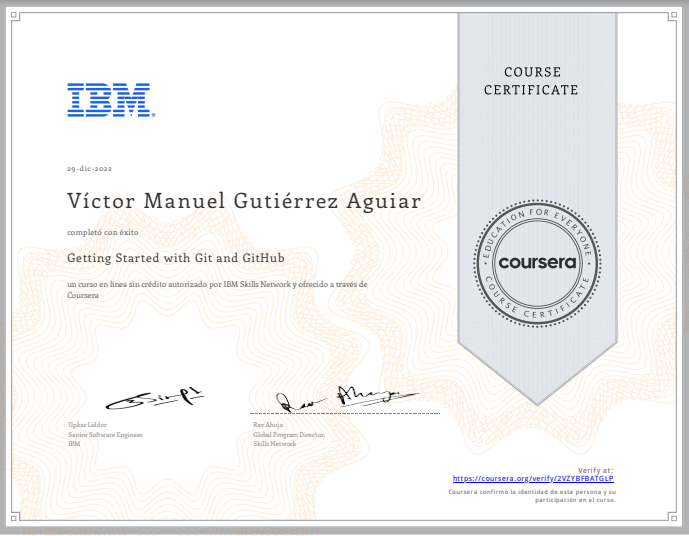 COURSE
CERTIFICATE
IBM
29-dic-2022
Víctor Manuel Gutiérrez Aguiar
completó con éxito
Getting Started with Git and GitHub
un curso en línea sin crédito autorizado por IBM Skills Network y ofrecido a través de
Coursera
EDUCATION FOR EVERYONE
coursera
COURSE CERTIFICATE
Upkar Lidder
Senior Software Engineer
IBM
Rav Ahuja
Global Program Director,
Skills Network
Verify at:
https://coursera.org/verify/2VZYBFBATGLP
Coursera confirmó la identidad de esta persona y su
participación en el curso.